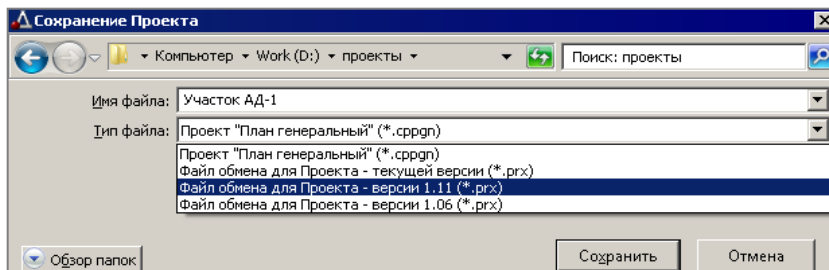 Сохранение Проекта
Компьютер Work (D:) проекты Поиск: проекты
Имя файла: Участок АД-1
Тип файла: Проект "План генеральный" (*.cppgn)
Проект "План генеральный" (*.cppgn)
Файл обмена для Проекта - текущей версии (*.prx)
Файл обмена для Проекта - версии 1.11 (*.prx)
Файл обмена для Проекта - версии 1.06 (*.prx)
Обзор папок Сохранить Отмена